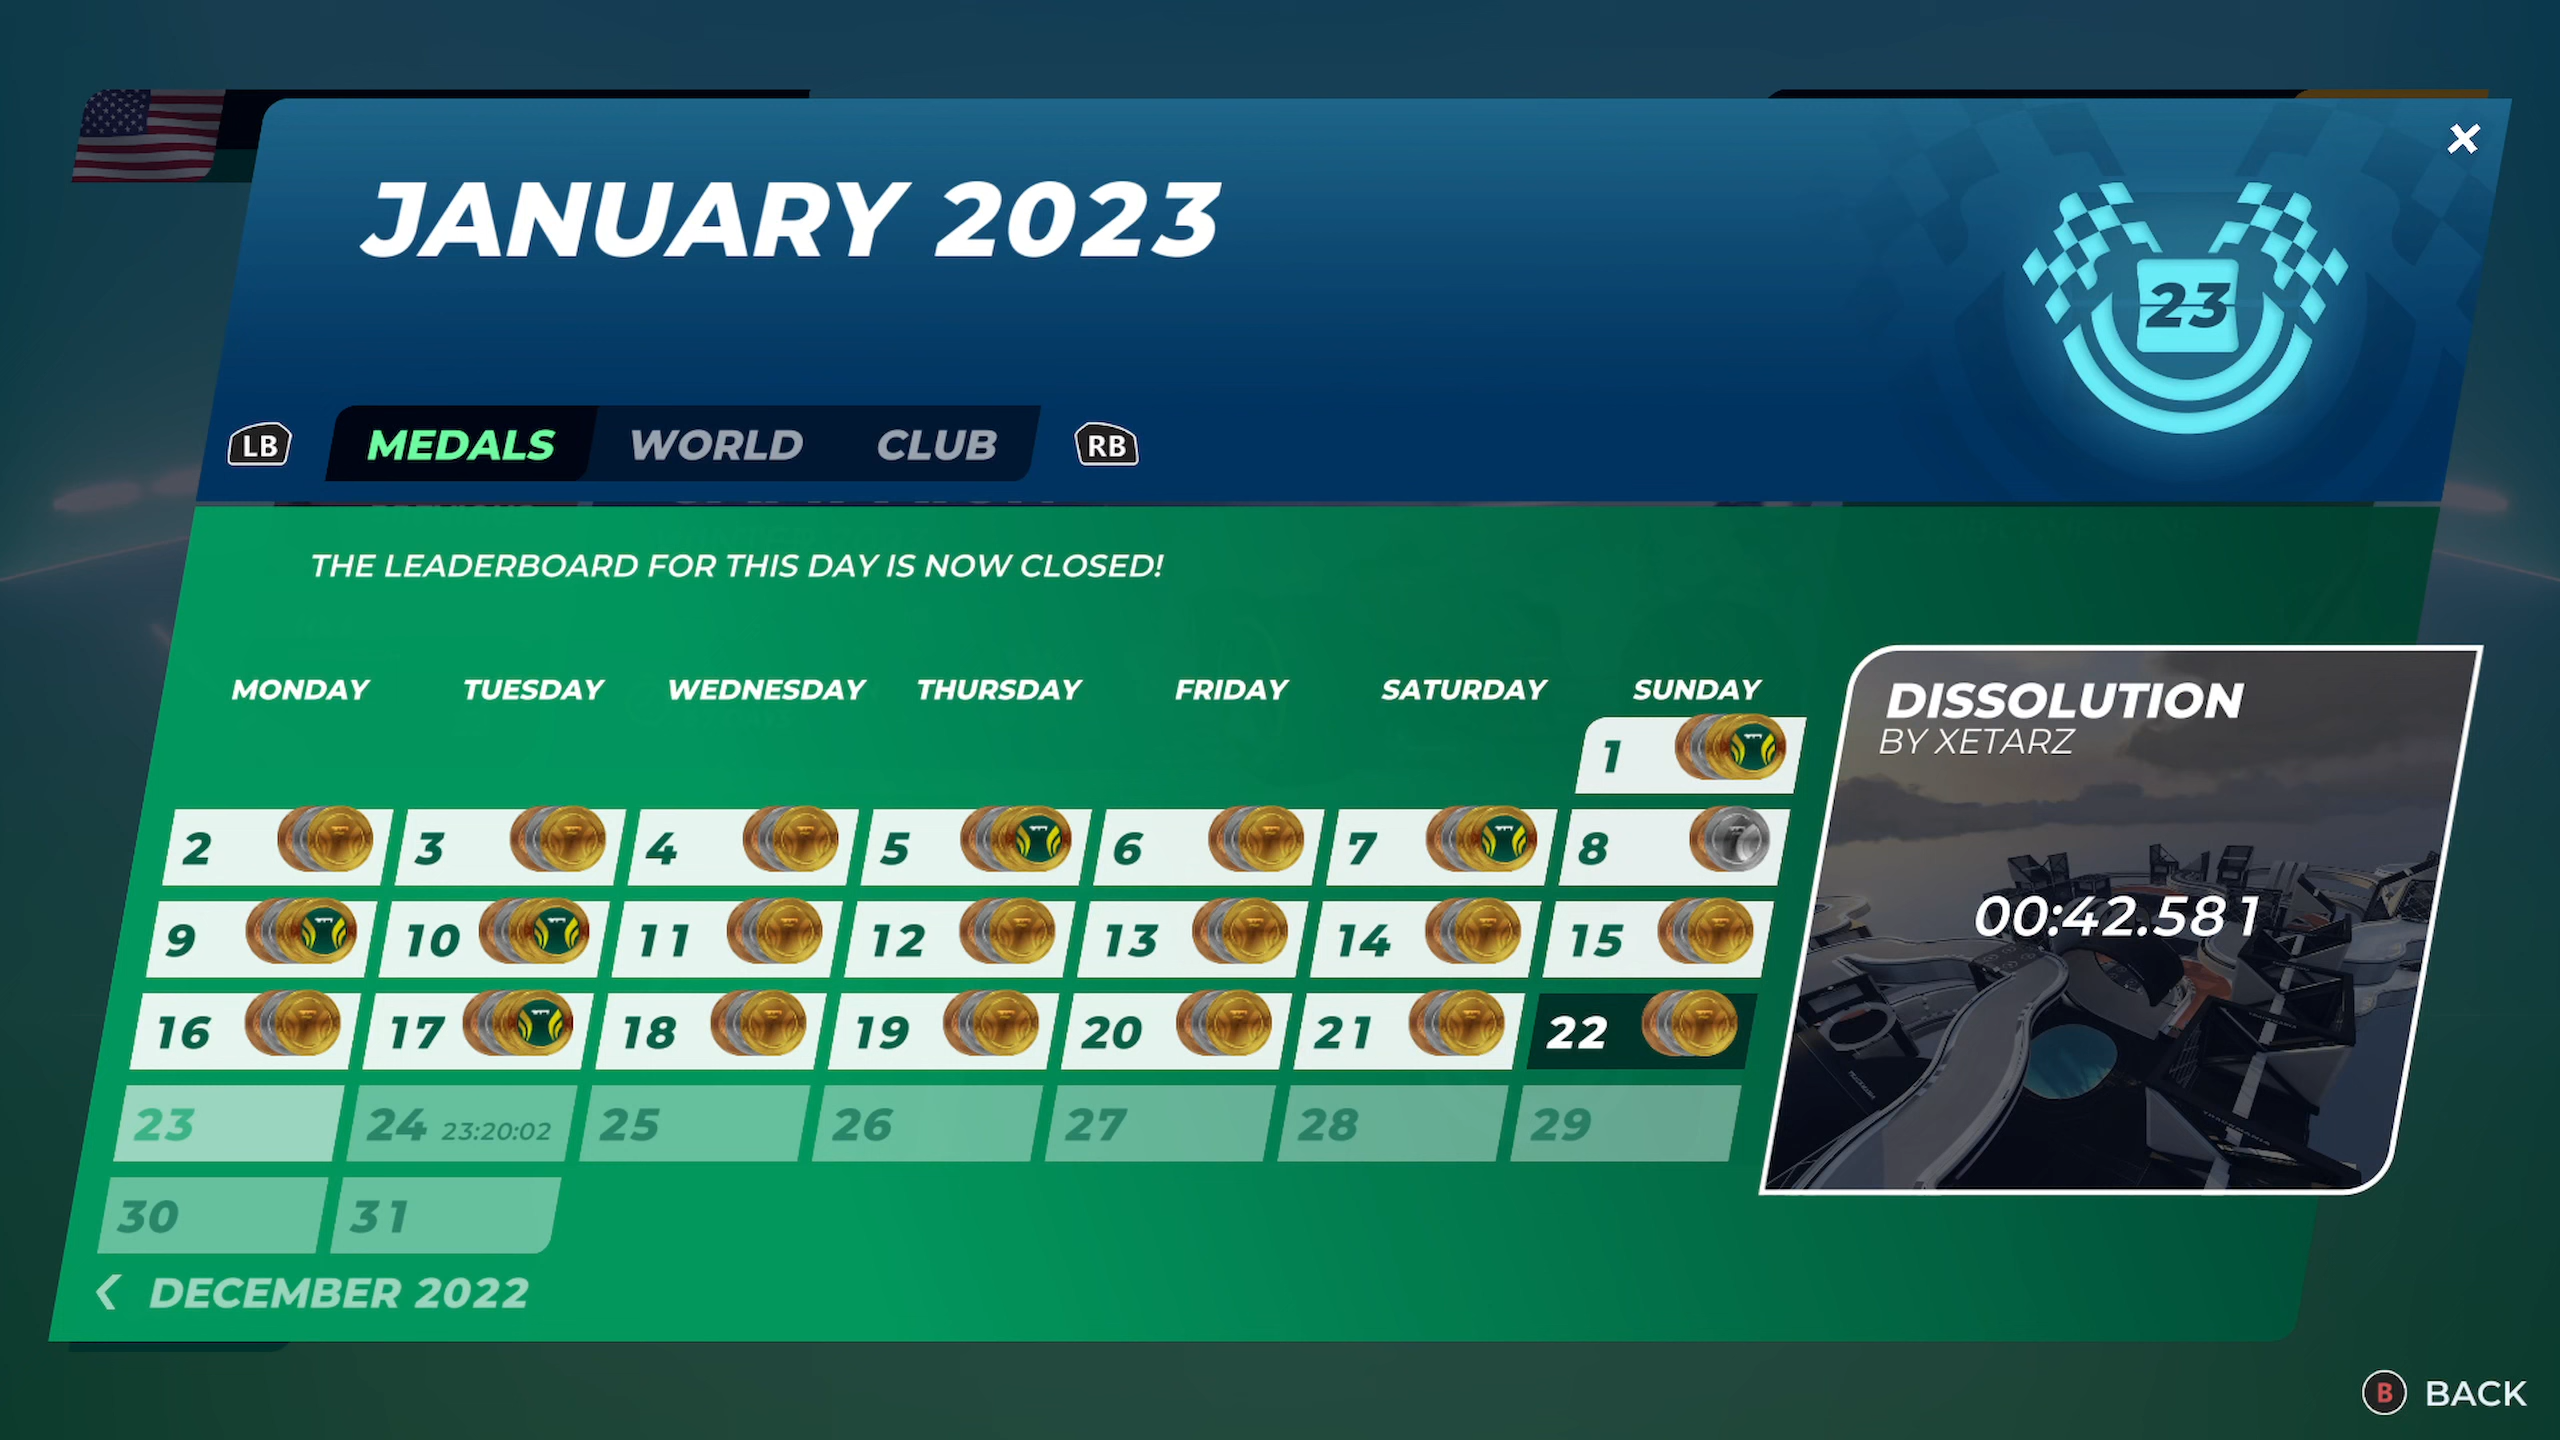 JANUARY 2023
23
LB MEDALS WORLD CLUB RB
THE LEADERBOARD FOR THIS DAY IS NOW CLOSED!
MONDAY TUESDAY WEDNESDAY THURSDAY FRIDAY SATURDAY SUNDAY
1
2 3 4 5 6 7 8
9 10 11 12 13 14 15
16 17 18 19 20 21 22
23 24 23:20:02 25 26 27 28 29
30 31
DISSOLUTION
BY XETARZ
00:42.581
DECEMBER 2022
B BACK